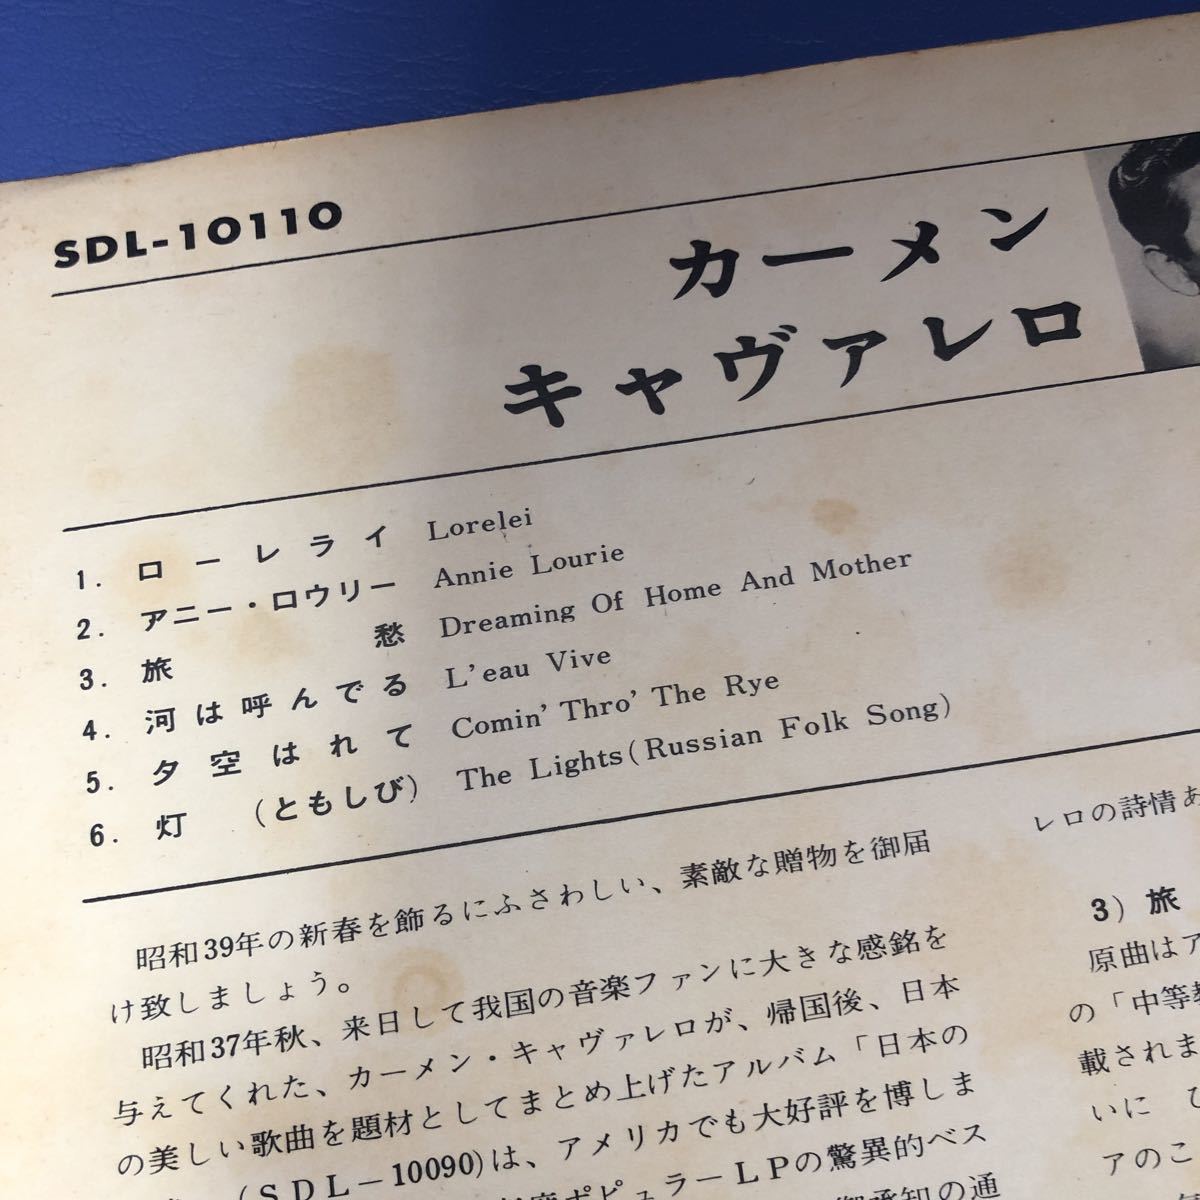 SDL-10110
カーメン
キャヴァレロ
1. ローレライ Lorelei
2. アニー・ロウリー Annie Lourie
3. 旅愁 Dreaming Of Home And Mother
4. 河は呼んでる L'eau Vive
5. 夕空はれて Comin' Thro' The Rye
6. 灯 (ともしび) The Lights(Russian Folk Song)
昭和39年の新春を飾るにふさわしい、素敵な贈物を御届
け致しましょう。
昭和37年秋、来日して我国の音楽ファンに大きな感銘を
与えてくれた、カーメン・キャヴァレロが、帰国後、日本
の美しい歌曲を題材としてまとめ上げたアルバム「日本の
(SDL-10090)は、アメリカでも大好評を博しま
ポピュラーLPの驚異的ベス
御承知の通
レロの詩情あ
3) 旅
原曲はア
の「中等教
載されま
いに ひ
アのこ